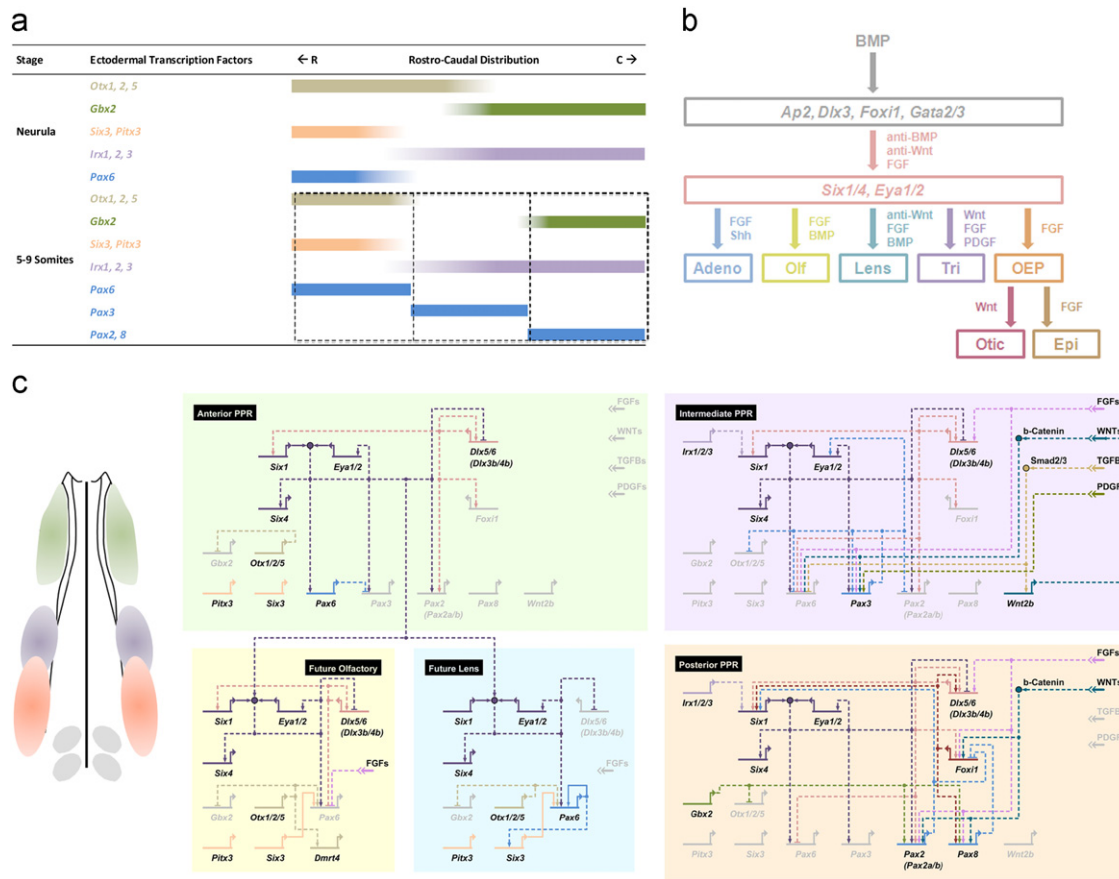 a
Stage Ectodermal Transcription Factors ← R Rostro-Caudal Distribution C →
Neurula
Otx1, 2, 5
Gbx2
Six3, Pitx3
Irx1, 2, 3
Pax6
5-9 Somites
Otx1, 2, 5
Gbx2
Six3, Pitx3
Irx1, 2, 3
Pax6
Pax3
Pax2, 8
b
BMP
Ap2, Dlx3, Foxi1, Gata2/3
anti-BMP
anti-Wnt
FGF
Six1/4, Eya1/2
FGF
Shh
FGF
BMP
anti-Wnt
FGF
BMP
Wnt
FGF
PDGF
FGF
Adeno Olf Lens Tri OEP
Wnt FGF
Otic Epi
c
Anterior PPR
FGFs
WNTs
TGFBs
PDGFs
Six1 Eya1/2 Dlx5/6
(Dlx3b/4b)
Six4 Foxi1
Gbx2 Otx1/2/5
Pitx3 Six3 Pax6 Pax3 Pax2 Pax8 Wnt2b
(Pax2a/b)
Intermediate PPR
FGFs
b-Catenin WNTs
Smad2/3 TGFB
PDGF
Irx1/2/3 Six1 Eya1/2 Dlx5/6
(Dlx3b/4b)
Six4 Foxi1
Gbx2 Otx1/2/5
Pitx3 Six3 Pax6 Pax3 Pax2 Pax8 Wnt2b
(Pax2a/b)
Future Olfactory
Six1 Eya1/2 Dlx5/6
(Dlx3b/4b)
Six4
FGFs
Gbx2 Otx1/2/5 Pax6
Pitx3 Six3 Dmrt4
Future Lens
Six1 Eya1/2 Dlx5/6
(Dlx3b/4b)
Six4
FGFs
Gbx2 Otx1/2/5 Pax6
Pitx3 Six3
Posterior PPR
FGFs
b-Catenin WNTs
TGFB
PDGF
Irx1/2/3 Six1 Eya1/2 Dlx5/6
(Dlx3b/4b)
Six4 Foxi1
Gbx2 Otx1/2/5
Pitx3 Six3 Pax6 Pax3 Pax2 Pax8 Wnt2b
(Pax2a/b)